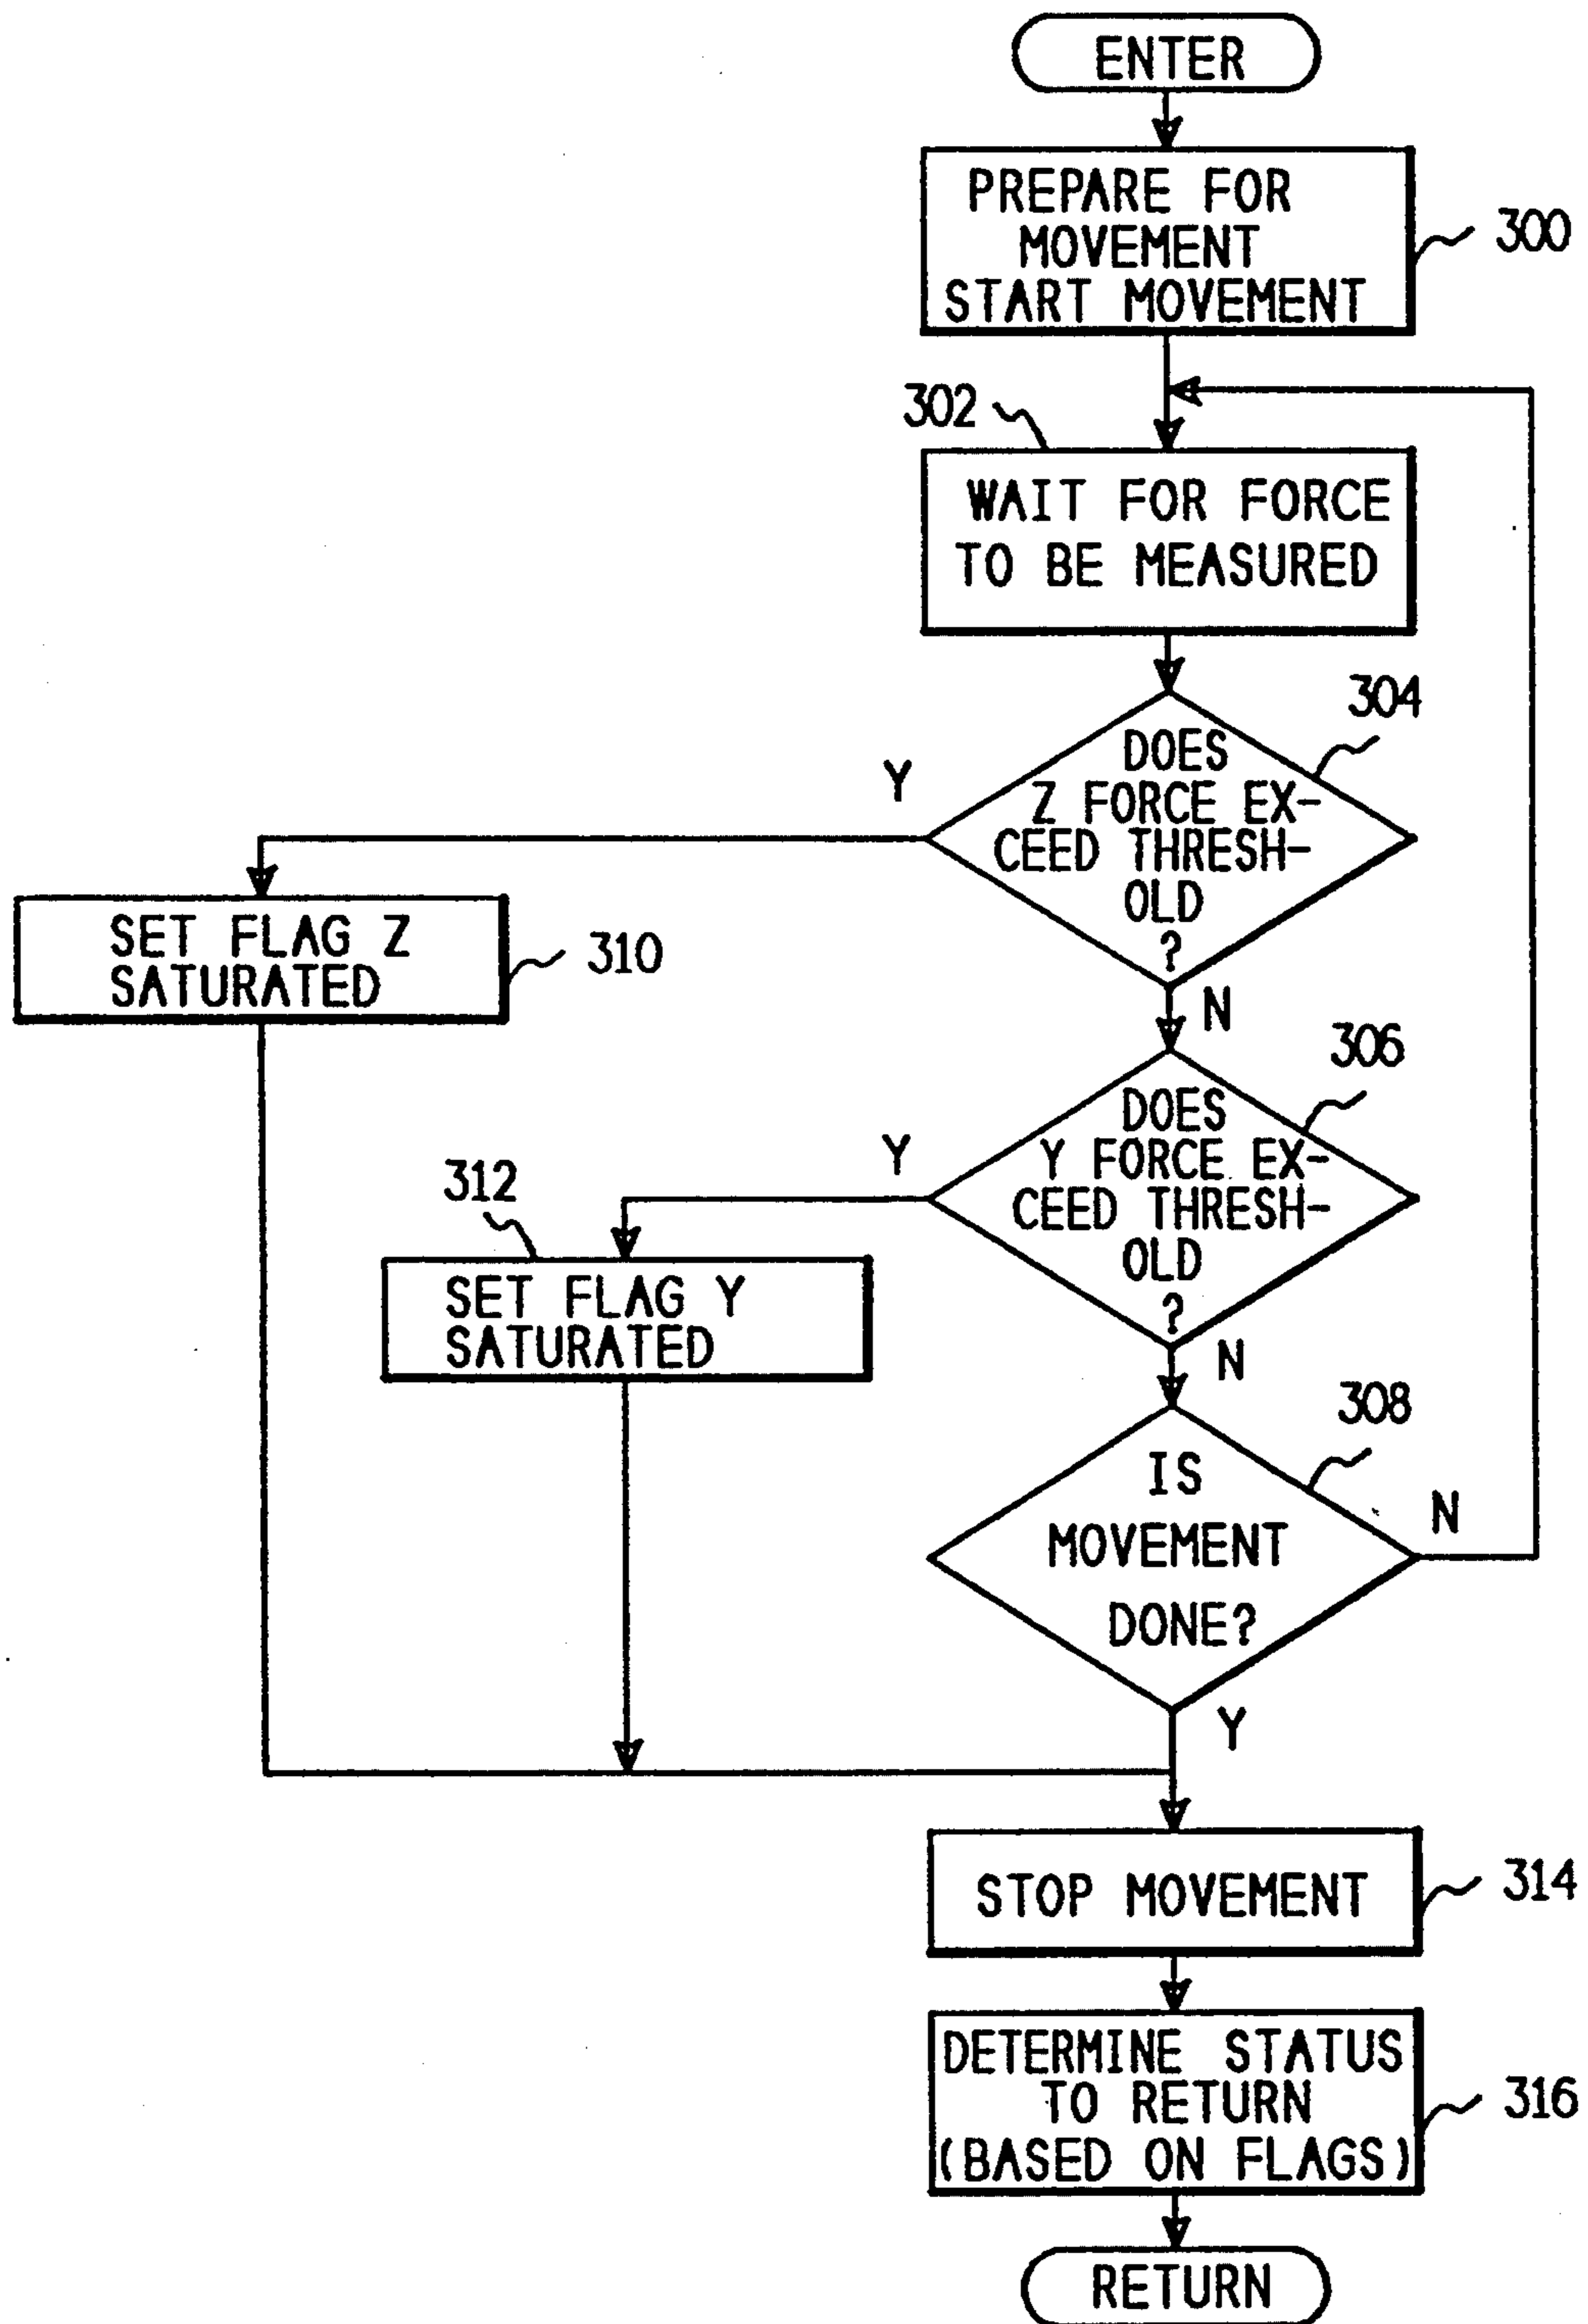 ENTER
PREPARE FOR
MOVEMENT
START MOVEMENT
300
302
WAIT FOR FORCE
TO BE MEASURED
304
DOES
Z FORCE EX-
CEED THRESH-
OLD
?
Y
N
SET FLAG Z
SATURATED
310
306
DOES
Y FORCE EX-
CEED THRESH-
OLD
?
Y
N
312
SET FLAG Y
SATURATED
308
IS
MOVEMENT
DONE?
N
Y
STOP MOVEMENT
314
DETERMINE STATUS
TO RETURN
(BASED ON FLAGS)
316
RETURN